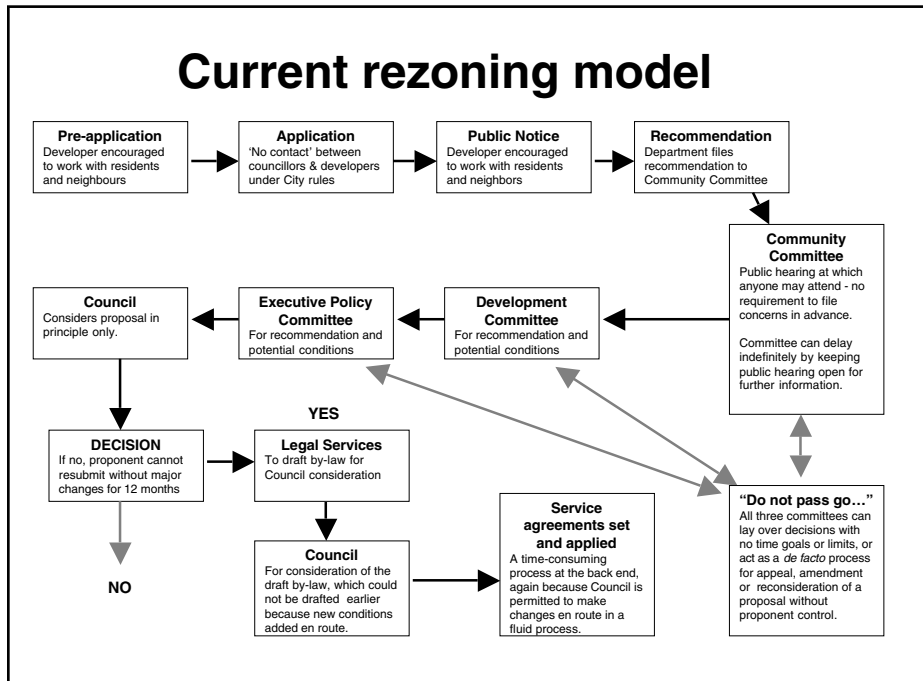 Current rezoning model
Pre-application
Developer encouraged
to work with residents
and neighbours
Application
‘No contact’ between
councillors & developers
under City rules
Public Notice
Developer encouraged
to work with residents
and neighbors
Recommendation
Department files
recommendation to
Community Committee
Community
Committee
Public hearing at which
anyone may attend - no
requirement to file
concerns in advance.
Committee can delay
indefinitely by keeping
public hearing open for
further information.
Development
Committee
For recommendation and
potential conditions
Executive Policy
Committee
For recommendation and
potential conditions
Council
Considers proposal in
principle only.
DECISION
If no, proponent cannot
resubmit without major
changes for 12 months
NO
YES
Legal Services
To draft by-law for
Council consideration
Council
For consideration of the
draft by-law, which could
not be drafted earlier
because new conditions
added en route.
Service
agreements set
and applied
A time-consuming
process at the back end,
again because Council is
permitted to make
changes en route in a
fluid process.
“Do not pass go…”
All three committees can
lay over decisions with
no time goals or limits, or
act as a de facto process
for appeal, amendment
or reconsideration of a
proposal without
proponent control.